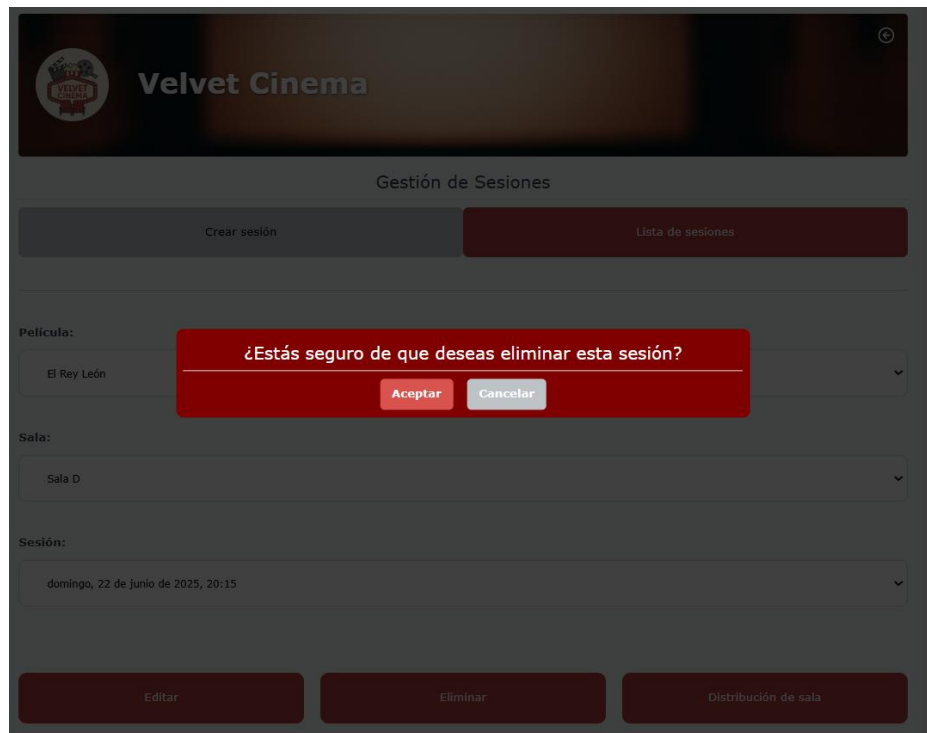 VELVET
CINEMA
Velvet Cinema
Gestión de Sesiones
Crear sesión
Lista de sesiones
Película:
¿Estás seguro de que deseas eliminar esta sesión?
El Rey León
Aceptar
Cancelar
Sala:
Sala D
Sesión:
domingo, 22 de junio de 2025, 20:15
Editar
Eliminar
Distribución de sala